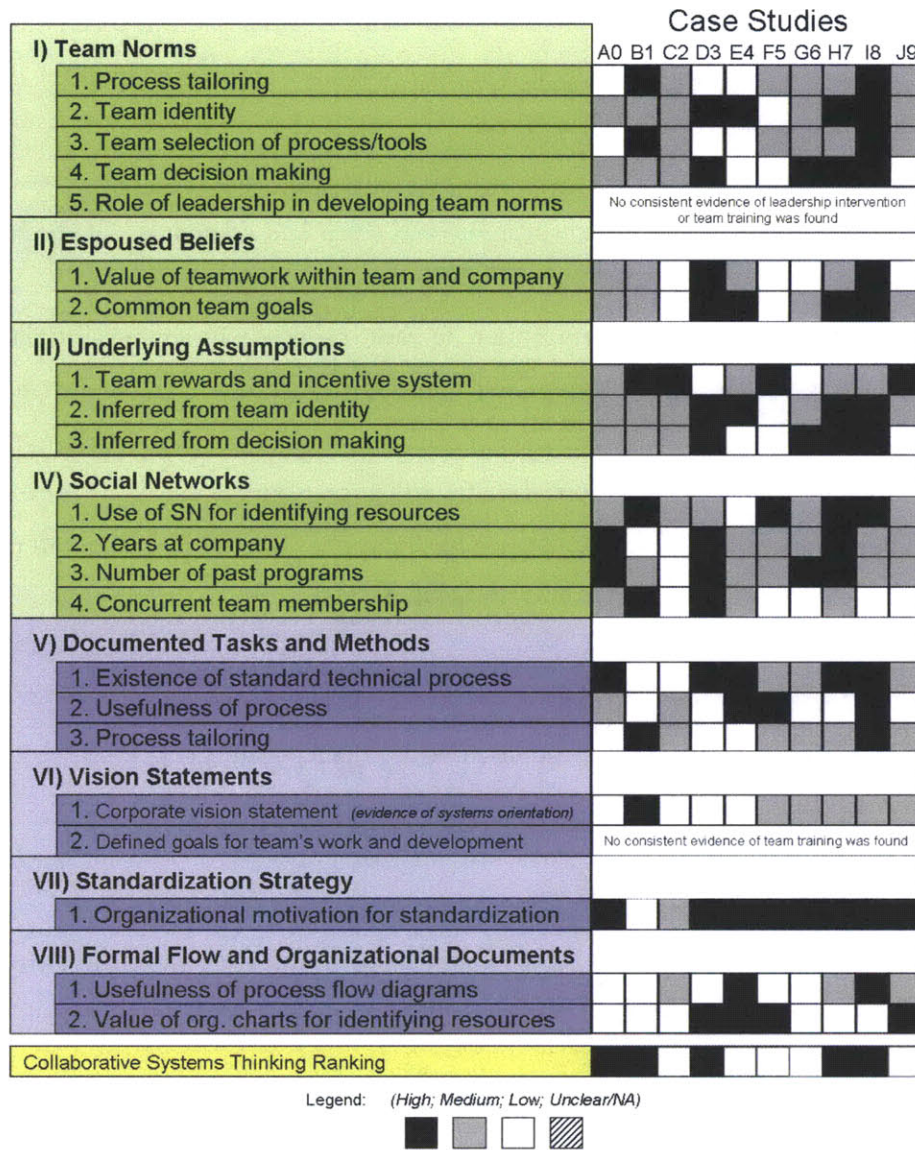 Case Studies
I) Team Norms
A0 B1 C2 D3 E4 F5 G6 H7 I8 J9
1. Process tailoring
2. Team identity
3. Team selection of process/tools
4. Team decision making
5. Role of leadership in developing team norms
No consistent evidence of leadership intervention
or team training was found
II) Espoused Beliefs
1. Value of teamwork within team and company
2. Common team goals
III) Underlying Assumptions
1. Team rewards and incentive system
2. Inferred from team identity
3. Inferred from decision making
IV) Social Networks
1. Use of SN for identifying resources
2. Years at company
3. Number of past programs
4. Concurrent team membership
V) Documented Tasks and Methods
1. Existence of standard technical process
2. Usefulness of process
3. Process tailoring
VI) Vision Statements
1. Corporate vision statement (evidence of systems orientation)
2. Defined goals for team's work and development
No consistent evidence of team training was found
VII) Standardization Strategy
1. Organizational motivation for standardization
VIII) Formal Flow and Organizational Documents
1. Usefulness of process flow diagrams
2. Value of org. charts for identifying resources
Collaborative Systems Thinking Ranking
Legend: (High; Medium; Low; Unclear/NA)